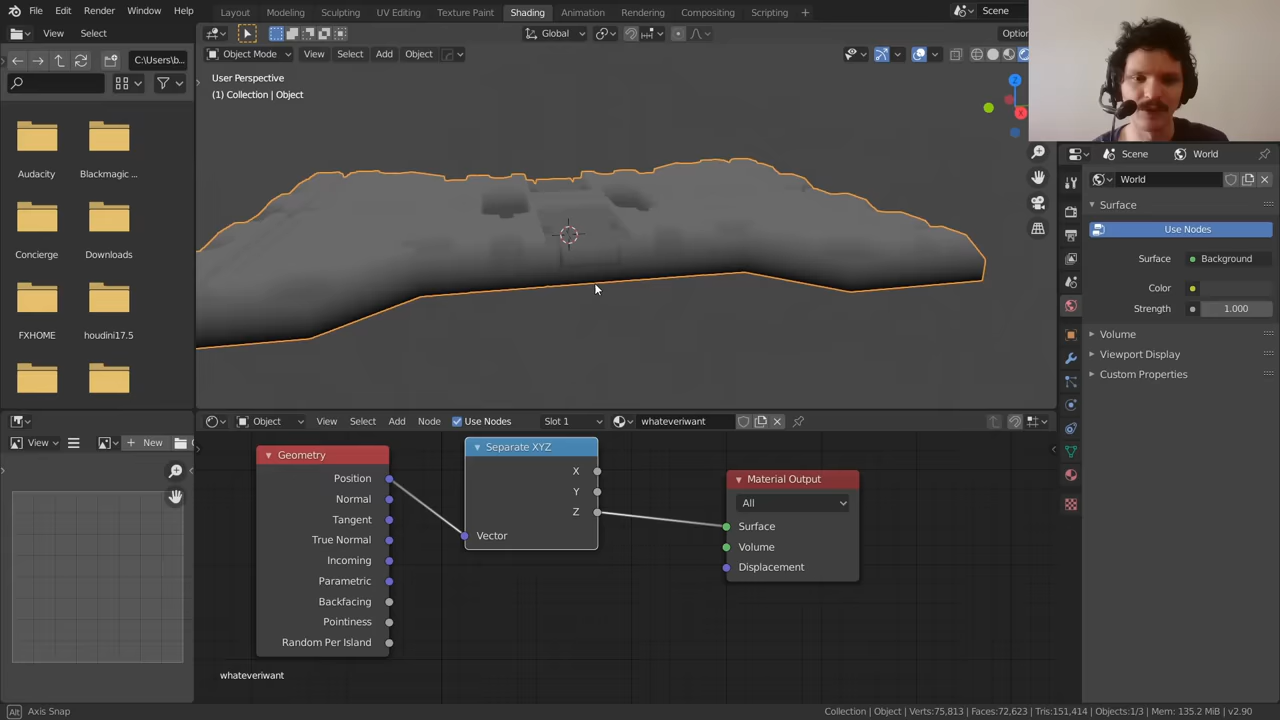 File Edit Render Window Help
Layout Modeling Sculpting UV Editing Texture Paint Shading Animation Rendering Compositing Scripting +
Scene
View Select
Global
Option
C:\Users\b...
Object Mode View Select Add Object
User Perspective
(1) Collection | Object
Z
X
Audacity
Blackmagic ...
Concierge
Downloads
FXHOME
houdini17.5
Scene World
World
Surface
Use Nodes
Surface: Background
Color:
Strength: 1.000
Volume
Viewport Display
Custom Properties
Object View Select Add Node Use Nodes Slot 1 whateveriwant
View New
Geometry
Position
Normal
Tangent
True Normal
Incoming
Parametric
Backfacing
Pointiness
Random Per Island
Separate XYZ
X
Y
Z
Vector
Material Output
All
Surface
Volume
Displacement
whateveriwant
Alt Axis Snap
Collection | Object | Verts:75,813 | Faces:72,623 | Tris:151,414 | Objects:1/3 | Mem: 135.2 MiB | v2.90